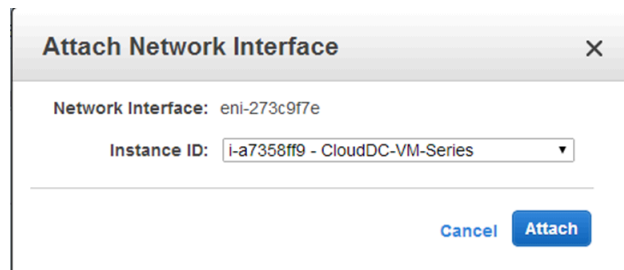 Attach Network Interface
Network Interface: eni-273c9f7e
Instance ID: i-a7358ff9 - CloudDC-VM-Series
Cancel Attach